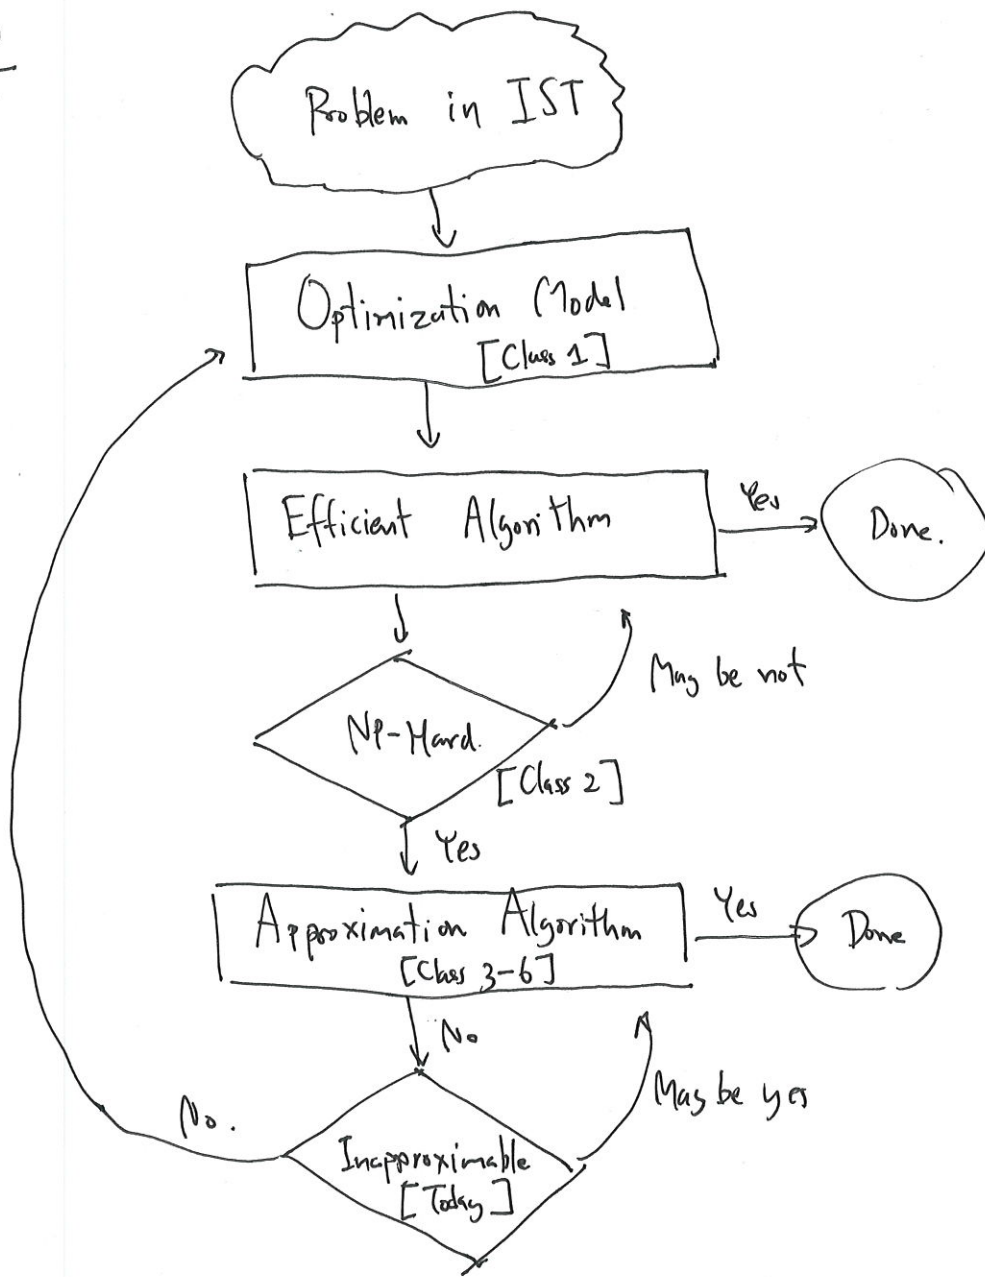 Problem in IST
Optimization Model
[Class 1]
Efficient Algorithm
Yes
Done.
May be not
NP-Hard.
[Class 2]
Yes
Approximation Algorithm
[Class 3-6]
Yes
Done
No
May be yes
No.
Inapproximable
[Today]